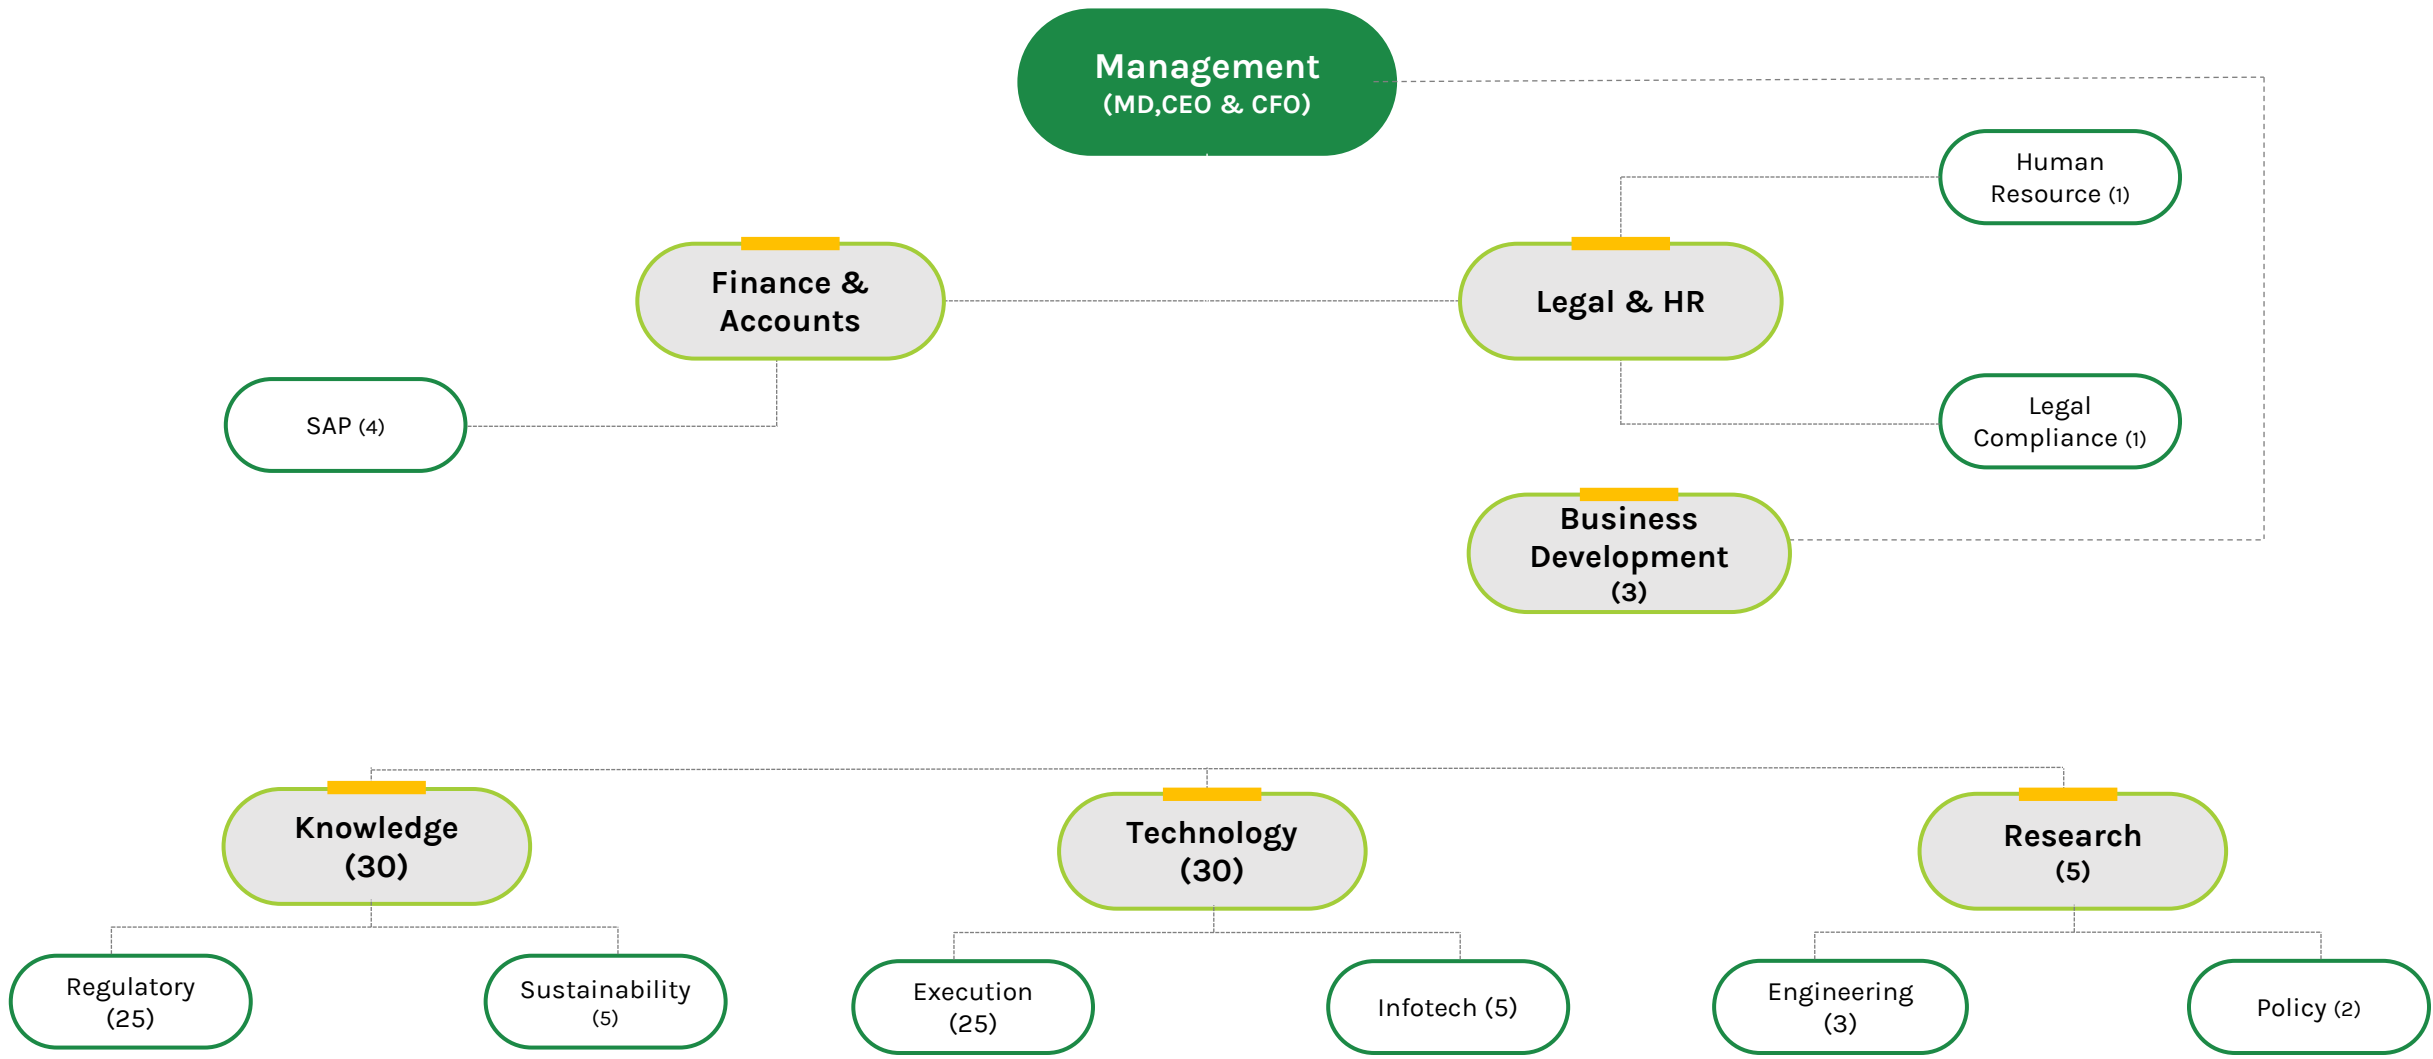 Management
(MD,CEO & CFO)
Human
Resource (1)
Finance &
Accounts
Legal & HR
SAP (4)
Legal
Compliance (1)
Business
Development
(3)
Knowledge
(30)
Technology
(30)
Research
(5)
Regulatory
(25)
Sustainability
(5)
Execution
(25)
Infotech (5)
Engineering
(3)
Policy (2)